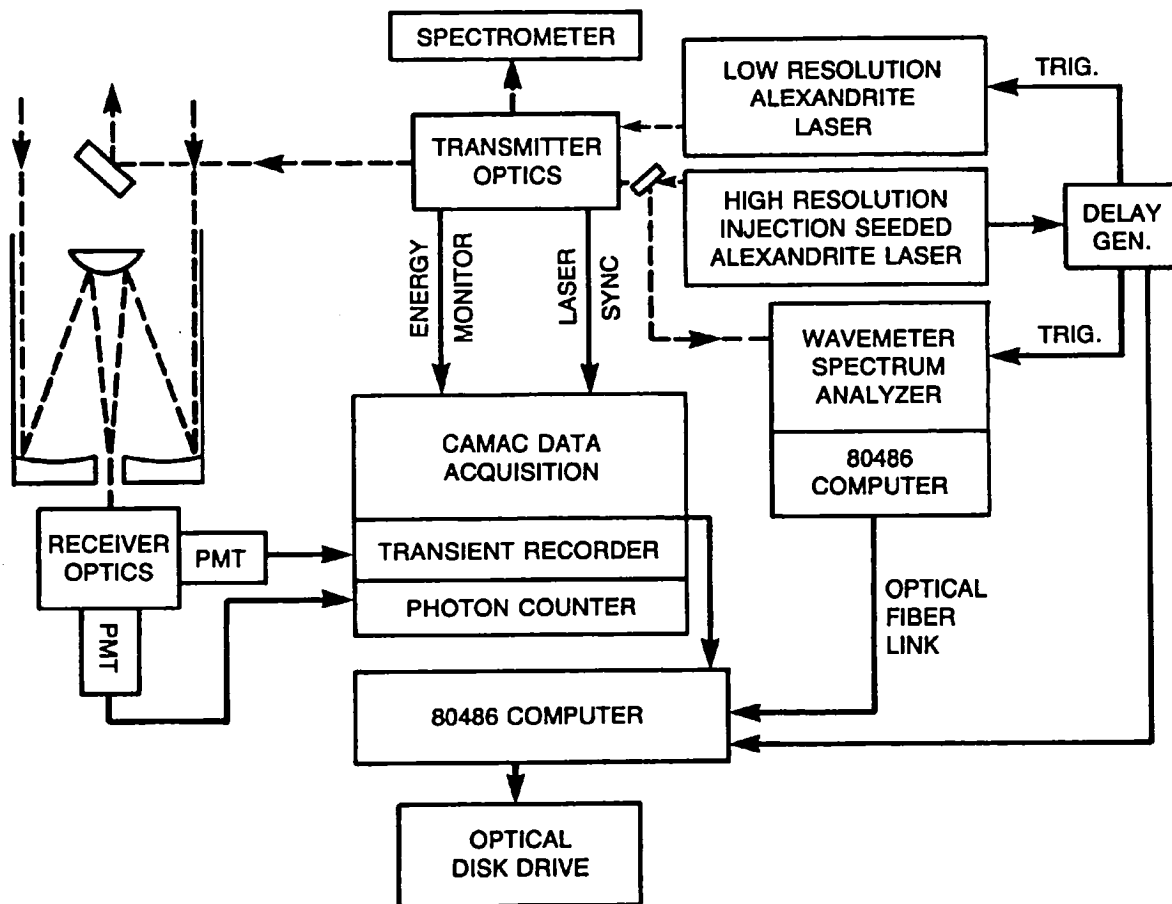 SPECTROMETER
LOW RESOLUTION
ALEXANDRITE
LASER
TRIG.
TRANSMITTER
OPTICS
HIGH RESOLUTION
INJECTION SEEDED
ALEXANDRITE LASER
DELAY
GEN.
ENERGY
MONITOR
LASER
SYNC
TRIG.
WAVEMETER
SPECTRUM
ANALYZER
80486
COMPUTER
CAMAC DATA
ACQUISITION
TRANSIENT RECORDER
PHOTON COUNTER
RECEIVER
OPTICS
PMT
PMT
OPTICAL
FIBER
LINK
80486 COMPUTER
OPTICAL
DISK DRIVE